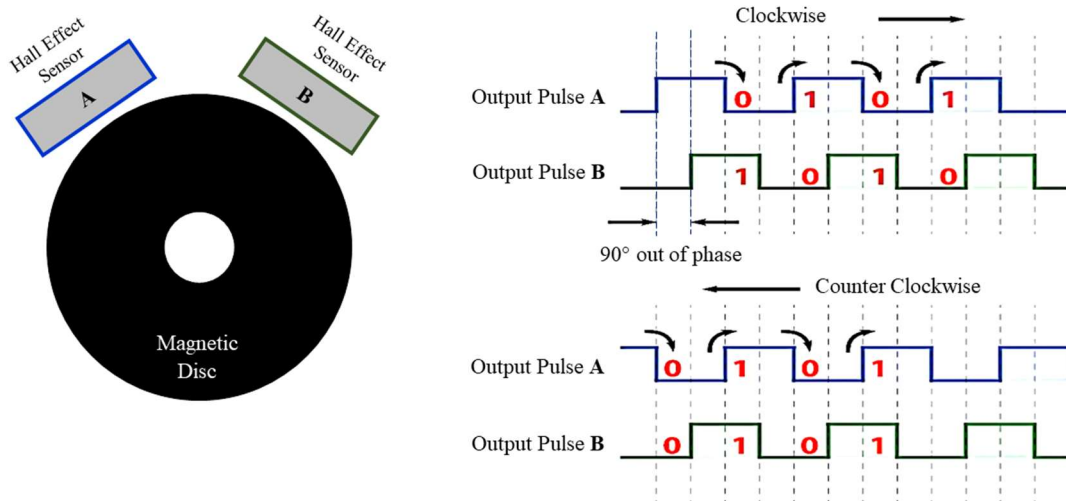 Hall Effect
Sensor
A
Hall Effect
Sensor
B
Magnetic
Disc
Clockwise
Output Pulse A
0 1 0 1
Output Pulse B
1 0 1 0
90° out of phase
Counter Clockwise
Output Pulse A
0 1 0 1
Output Pulse B
0 1 0 1